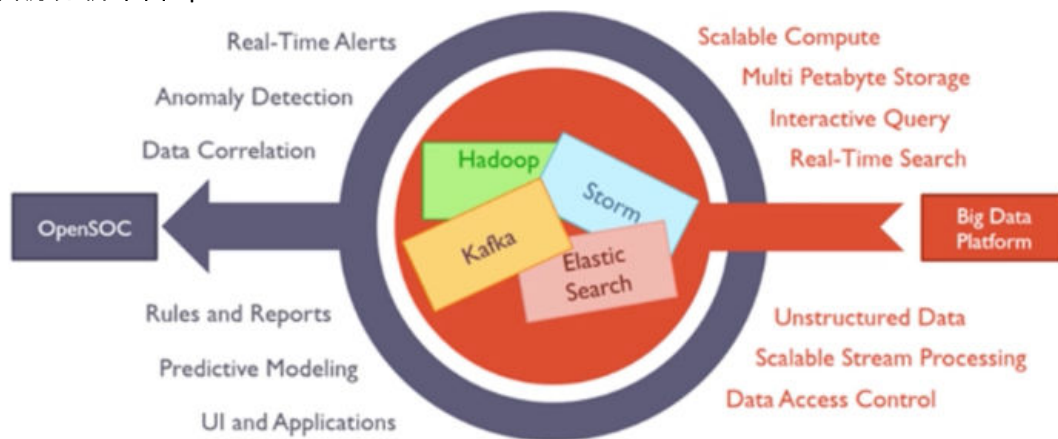 Real-Time Alerts
Anomaly Detection
Data Correlation
OpenSOC
Rules and Reports
Predictive Modeling
UI and Applications
Hadoop
Storm
Kafka
Elastic
Search
Scalable Compute
Multi Petabyte Storage
Interactive Query
Real-Time Search
Big Data
Platform
Unstructured Data
Scalable Stream Processing
Data Access Control